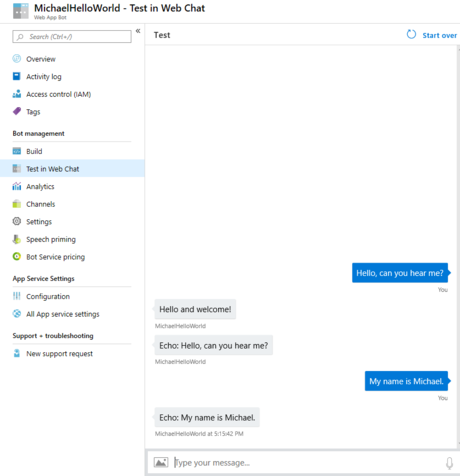 MichaelHelloWorld - Test in Web Chat
Web App Bot
Search (Ctrl+/)
«
Overview
Activity log
Access control (IAM)
Tags
Bot management
Build
Test in Web Chat
Analytics
Channels
Settings
Speech priming
Bot Service pricing
App Service Settings
Configuration
All App service settings
Support + troubleshooting
New support request
Test
Start over
Hello, can you hear me?
You
Hello and welcome!
MichaelHelloWorld
Echo: Hello, can you hear me?
MichaelHelloWorld
My name is Michael.
You
Echo: My name is Michael.
MichaelHelloWorld at 5:15:42 PM
Type your message...